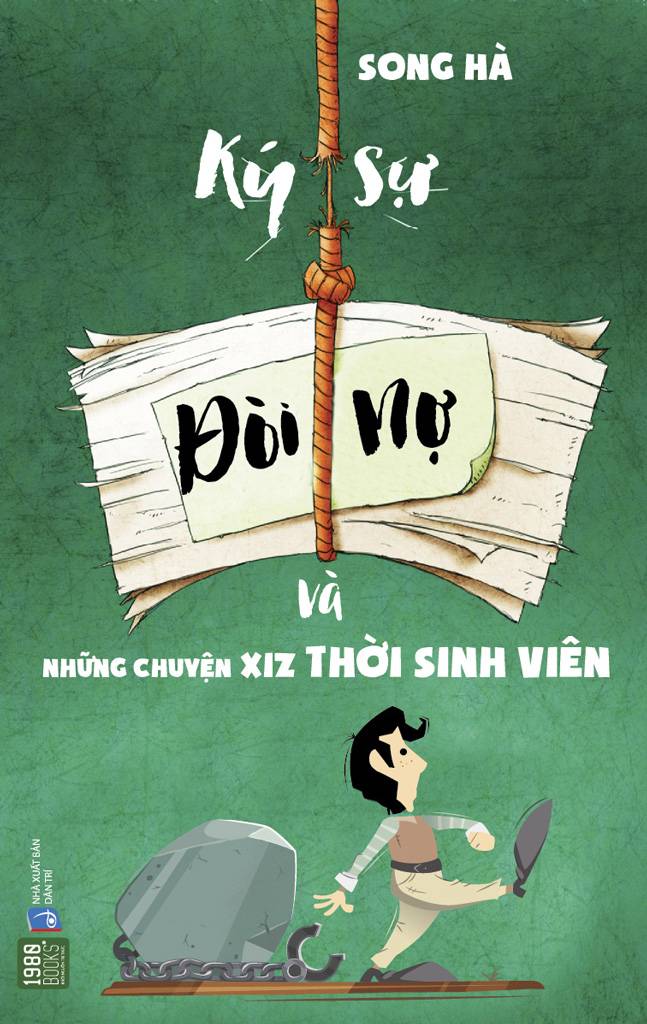 SONG HÀ
Ký Sự
Đòi Nợ
và
NHỮNG CHUYỆN XIZ THỜI SINH VIÊN
NHÀ XUẤT BẢN
DÂN TRÍ
1980
BOOKS